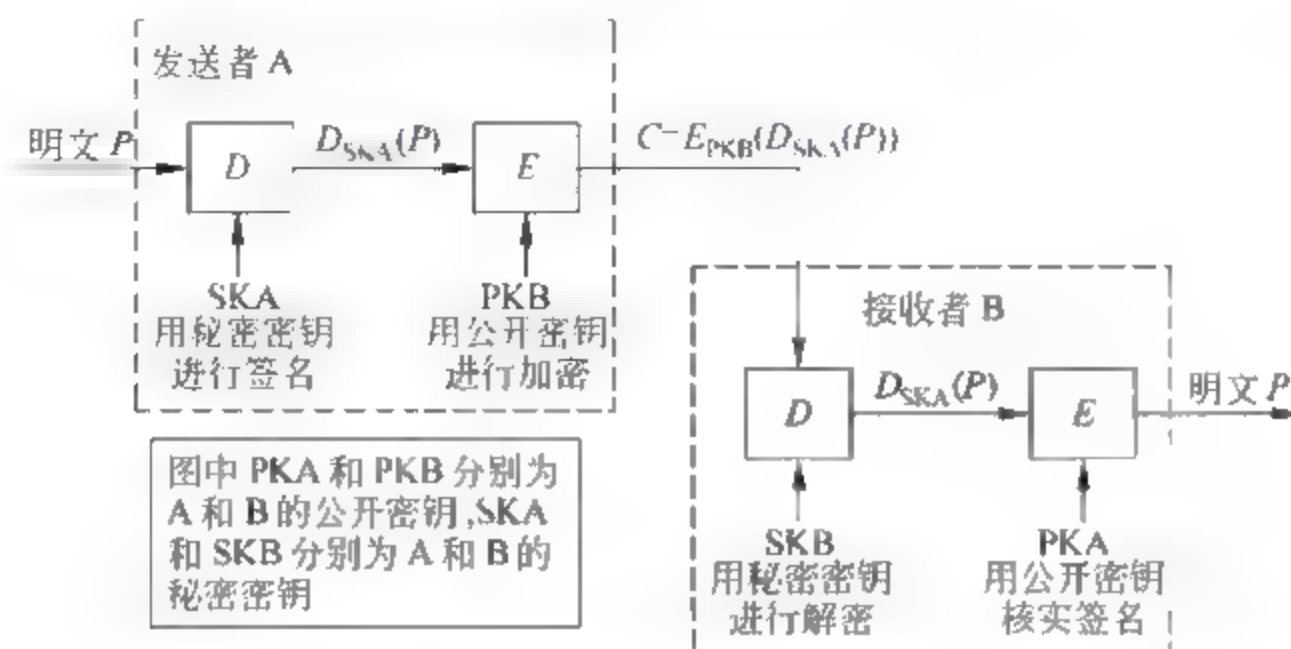 发送者 A
明文 P
D
D_SKA(P)
E
C-E_PKB(D_SKA(P))
SKA
用秘密密钥
进行签名
PKB
用公开密钥
进行加密
接收者 B
D
D_SKA(P)
E
明文 P
SKB
用秘密密钥
进行解密
PKA
用公开密钥
核实签名
图中 PKA 和 PKB 分别为
A 和 B 的公开密钥,SKA
和 SKB 分别为 A 和 B 的
秘密密钥